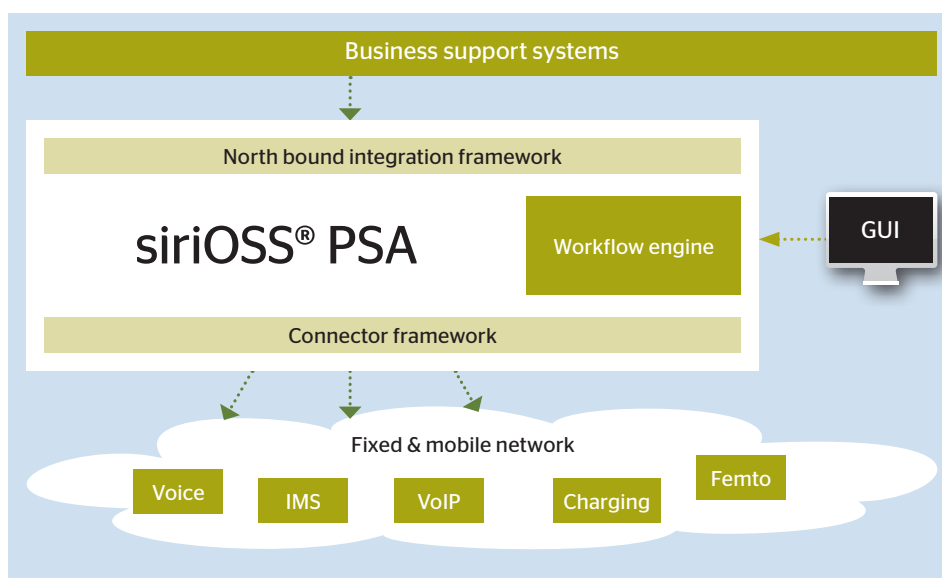 Business support systems
North bound integration framework
siriOSS® PSA
Workflow engine
GUI
Connector framework
Fixed & mobile network
Voice
IMS
VoIP
Charging
Femto